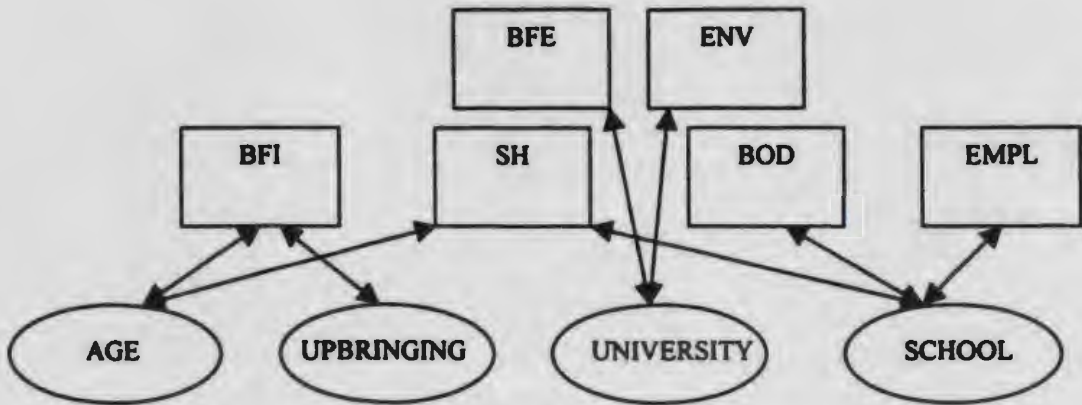 BFE
ENV
BFI
SH
BOD
EMPL
AGE
UPBRINGING
UNIVERSITY
SCHOOL